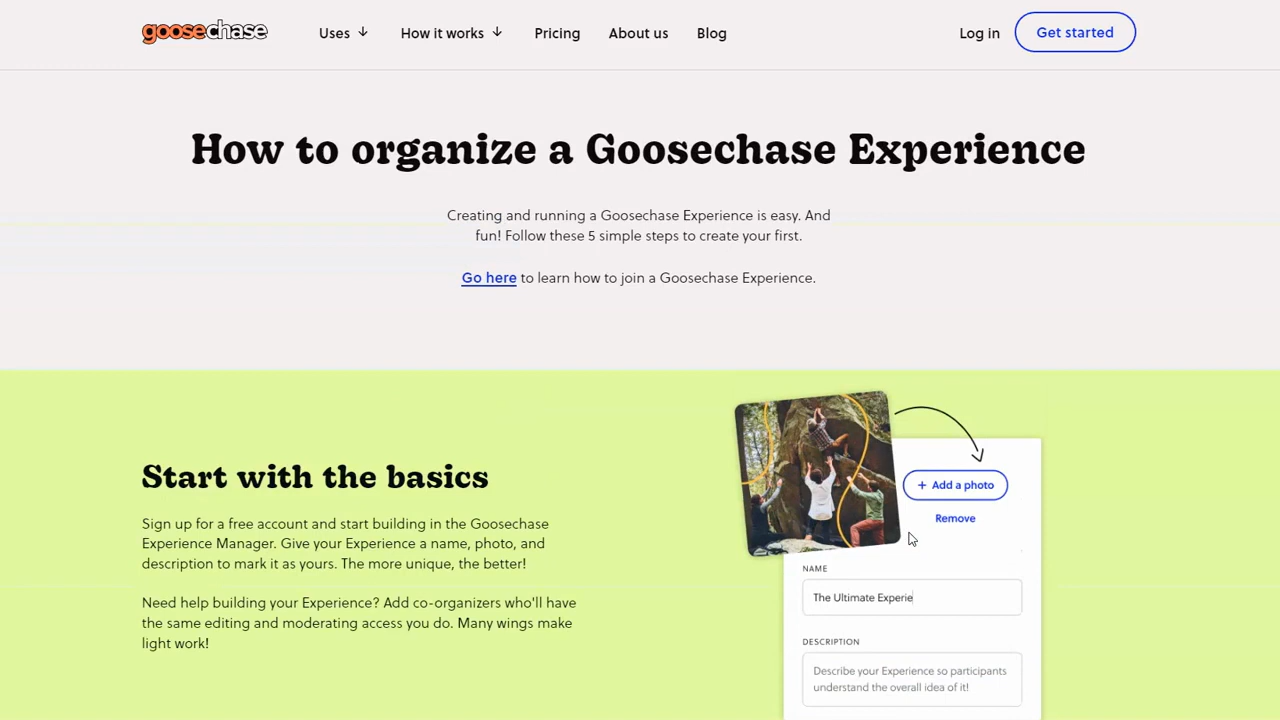 goosechase
Uses
How it works
Pricing
About us
Blog
Log in
Get started
How to organize a Goosechase Experience
Creating and running a Goosechase Experience is easy. And
fun! Follow these 5 simple steps to create your first.
Go here to learn how to join a Goosechase Experience.
Start with the basics
Sign up for a free account and start building in the Goosechase
Experience Manager. Give your Experience a name, photo, and
description to mark it as yours. The more unique, the better!
Need help building your Experience? Add co-organizers who'll have
the same editing and moderating access you do. Many wings make
light work!
+ Add a photo
Remove
NAME
The Ultimate Experie
DESCRIPTION
Describe your Experience so participants
understand the overall idea of it!